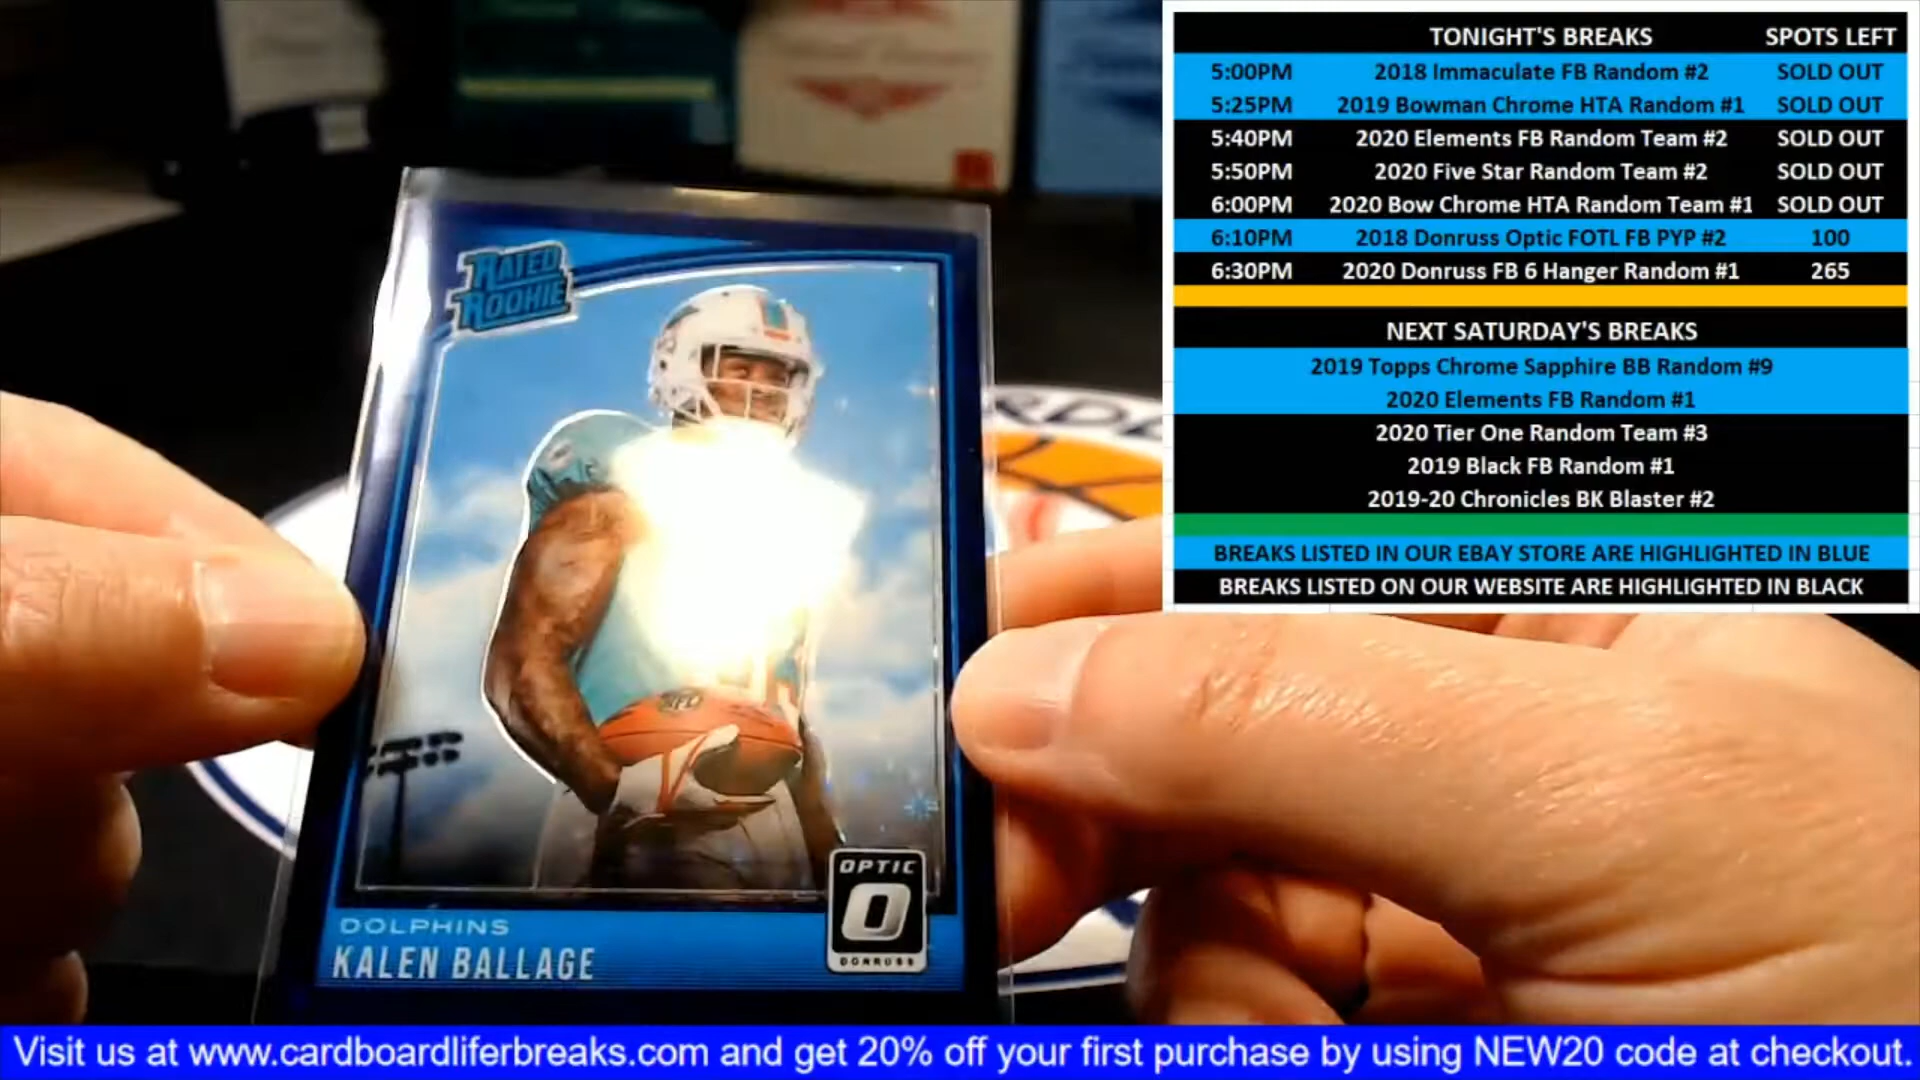 TONIGHT'S BREAKS SPOTS LEFT
5:00PM 2018 Immaculate FB Random #2 SOLD OUT
5:25PM 2019 Bowman Chrome HTA Random #1 SOLD OUT
5:40PM 2020 Elements FB Random Team #2 SOLD OUT
5:50PM 2020 Five Star Random Team #2 SOLD OUT
6:00PM 2020 Bow Chrome HTA Random Team #1 SOLD OUT
6:10PM 2018 Donruss Optic FOTL FB PYP #2 100
6:30PM 2020 Donruss FB 6 Hanger Random #1 265
NEXT SATURDAY'S BREAKS
2019 Topps Chrome Sapphire BB Random #9
2020 Elements FB Random #1
2020 Tier One Random Team #3
2019 Black FB Random #1
2019-20 Chronicles BK Blaster #2
BREAKS LISTED IN OUR EBAY STORE ARE HIGHLIGHTED IN BLUE
BREAKS LISTED ON OUR WEBSITE ARE HIGHLIGHTED IN BLACK
RATED
ROOKIE
NFL
OPTIC
O
DONRUSS
DOLPHINS
KALEN BALLAGE
Visit us at www.cardboardliferbreaks.com and get 20% off your first purchase by using NEW20 code at checkout.